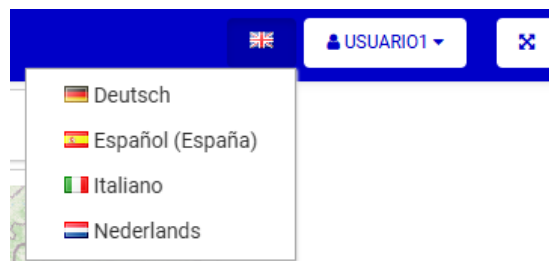 USUARIO1
Deutsch
Español (España)
Italiano
Nederlands